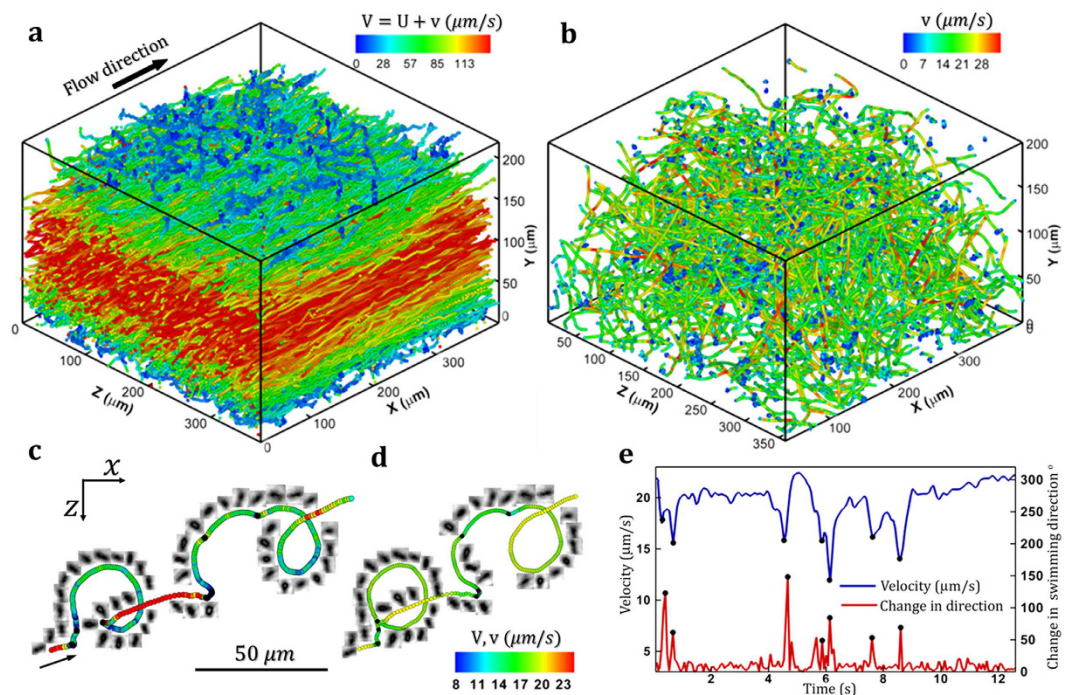 a
V = U + v (μm/s)
0 28 57 85 113
Flow direction
200
150
100
50
0
Y (μm)
0
100
200
300
Z (μm)
0
100
200
300
X (μm)
b
v (μm/s)
0 7 14 21 28
200
150
100
50
0
Y (μm)
50
100
150
200
250
300
350
Z (μm)
0
100
200
300
X (μm)
c
x
Z
50 μm
d
V, v (μm/s)
8 11 14 17 20 23
e
Velocity (μm/s)
20
15
10
5
Velocity (μm/s)
Change in direction
300
250
200
150
100
50
0
Change in swimming direction °
0 2 4 6 8 10 12
Time (s)